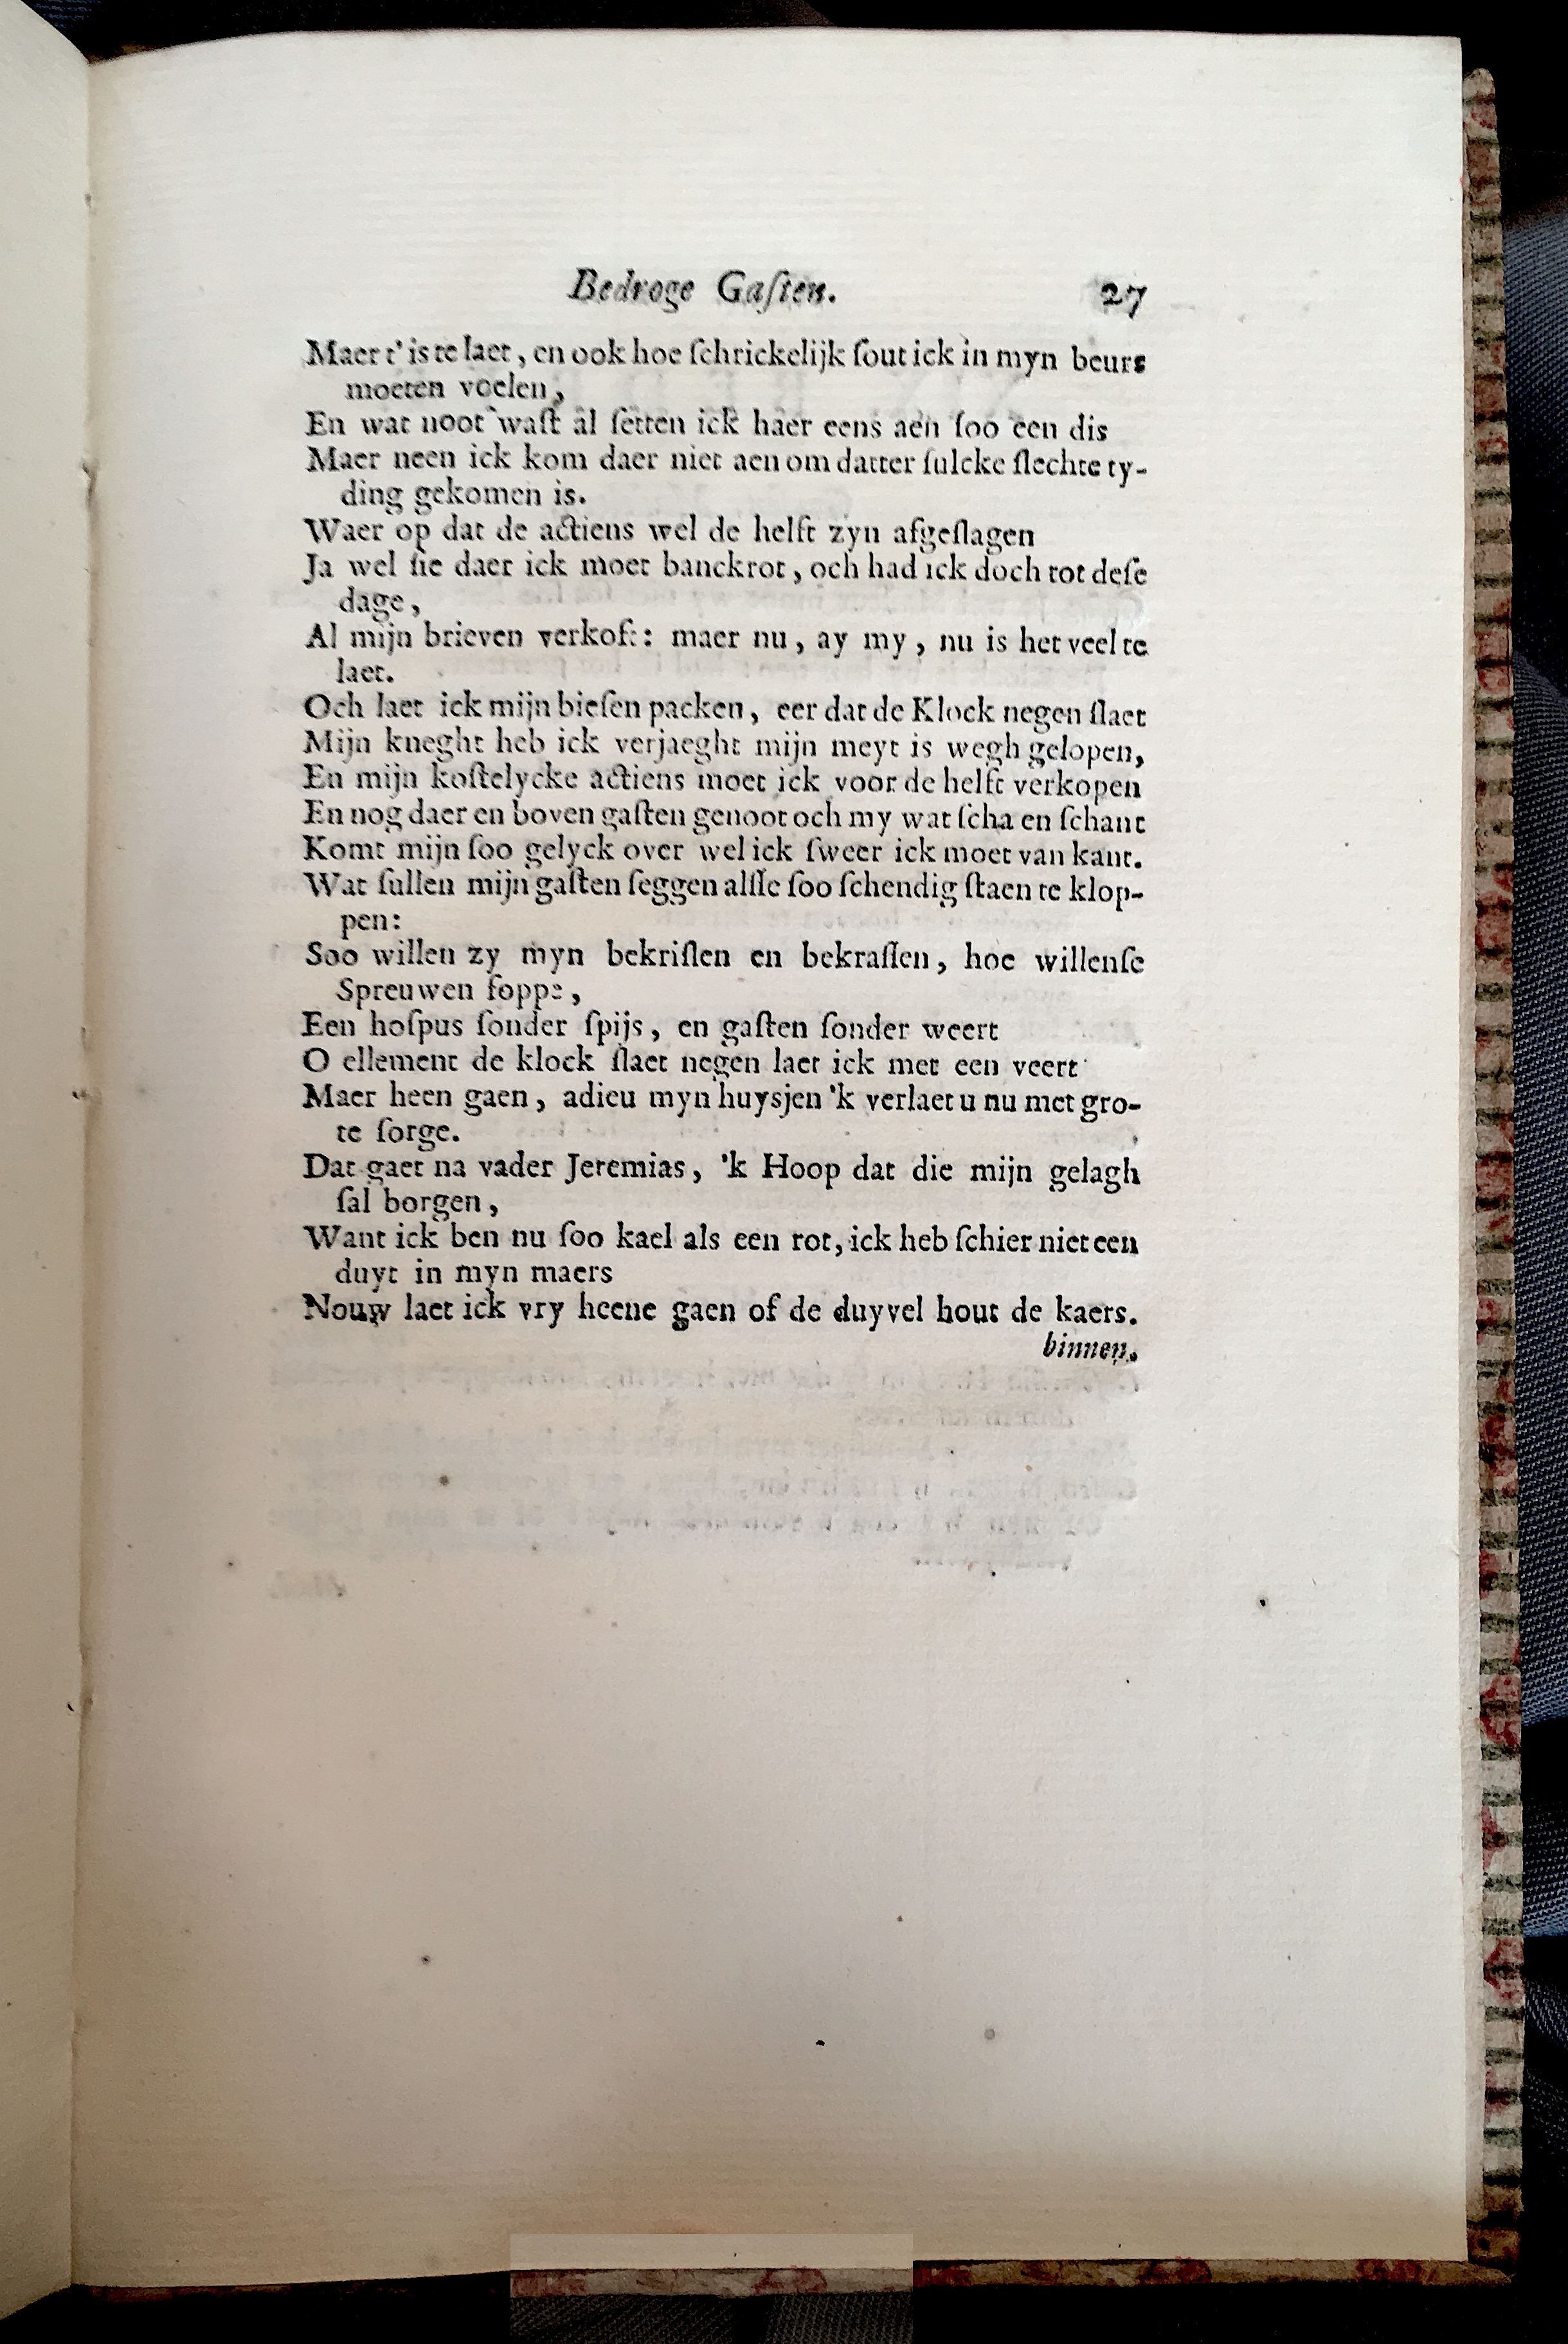 Bedroge Gaſten. 27
Maer t' is te laet, en ook hoe ſchrickelijk ſout ick in myn beurs
moeten voelen,
En wat noot waſt al ſetten ick haer eens aen ſoo een dis
Maer neen ick kom daer niet aen om datter ſulcke ſlechte ty-
ding gekomen is.
Waer op dat de actiens wel de helft zyn afgeſlagen
Ja wel ſie daer ick moet banckrot, och had ick doch tot deſe
dage,
Al mijn brieven verkoft: maer nu, ay my, nu is het veel te
laet.
Och laet ick mijn bieſen packen, eer dat de Klock negen ſlaet
Mijn kneght heb ick verjaeght mijn meyt is wegh gelopen,
En mijn koſtelycke actiens moet ick voor de helft verkopen
En nog daer en boven gaſten genoot och my wat ſcha en ſchant
Komt mijn ſoo gelyck over wel ick ſweer ick moet van kant.
Wat ſullen mijn gaſten ſeggen alſſe ſoo ſchendig ſtaen te klop-
pen:
Soo willen zy myn bekriſſen en bekraſſen, hoe willenſe
Spreuwen foppe,
Een hoſpus ſonder ſpijs, en gaſten ſonder weert
O ellement de klock ſlaet negen laet ick met een veert
Maer heen gaen, adieu myn huysjen 'k verlaet u nu met gro-
te ſorge.
Dat gaet na vader Jeremias, 'k Hoop dat die mijn gelagh
ſal borgen,
Want ick ben nu ſoo kael als een rot, ick heb ſchier niet een
duyt in myn maers
Nouw laet ick vry heene gaen of de duyvel hout de kaers.
binnen.